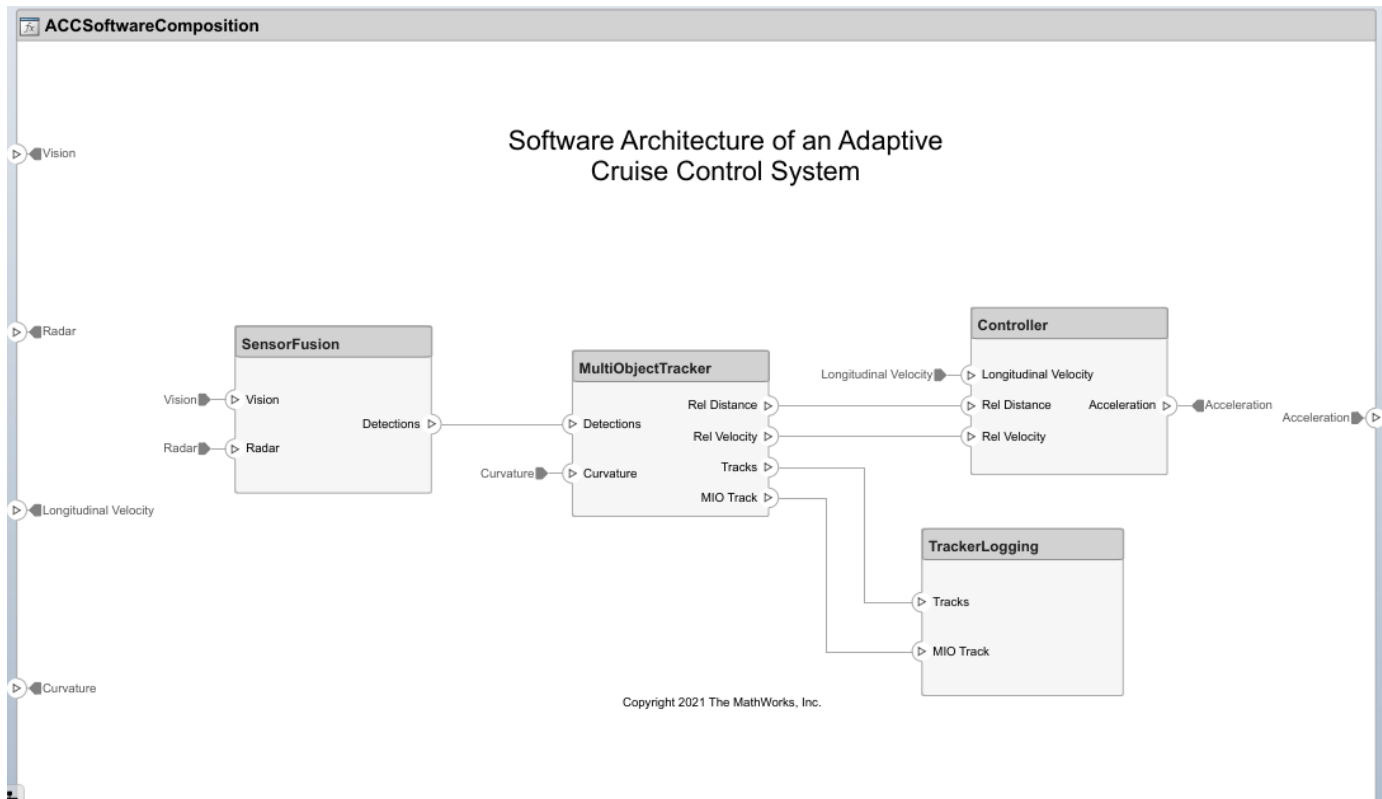 ACCSoftwareComposition
Software Architecture of an Adaptive
Cruise Control System
Vision
Radar
Longitudinal Velocity
Curvature
SensorFusion
Vision
Vision
Radar
Radar
Detections
MultiObjectTracker
Detections
Curvature
Curvature
Rel Distance
Rel Velocity
Tracks
MIO Track
Controller
Longitudinal Velocity
Longitudinal Velocity
Rel Distance
Rel Velocity
Acceleration
Acceleration
Acceleration
TrackerLogging
Tracks
MIO Track
Copyright 2021 The MathWorks, Inc.